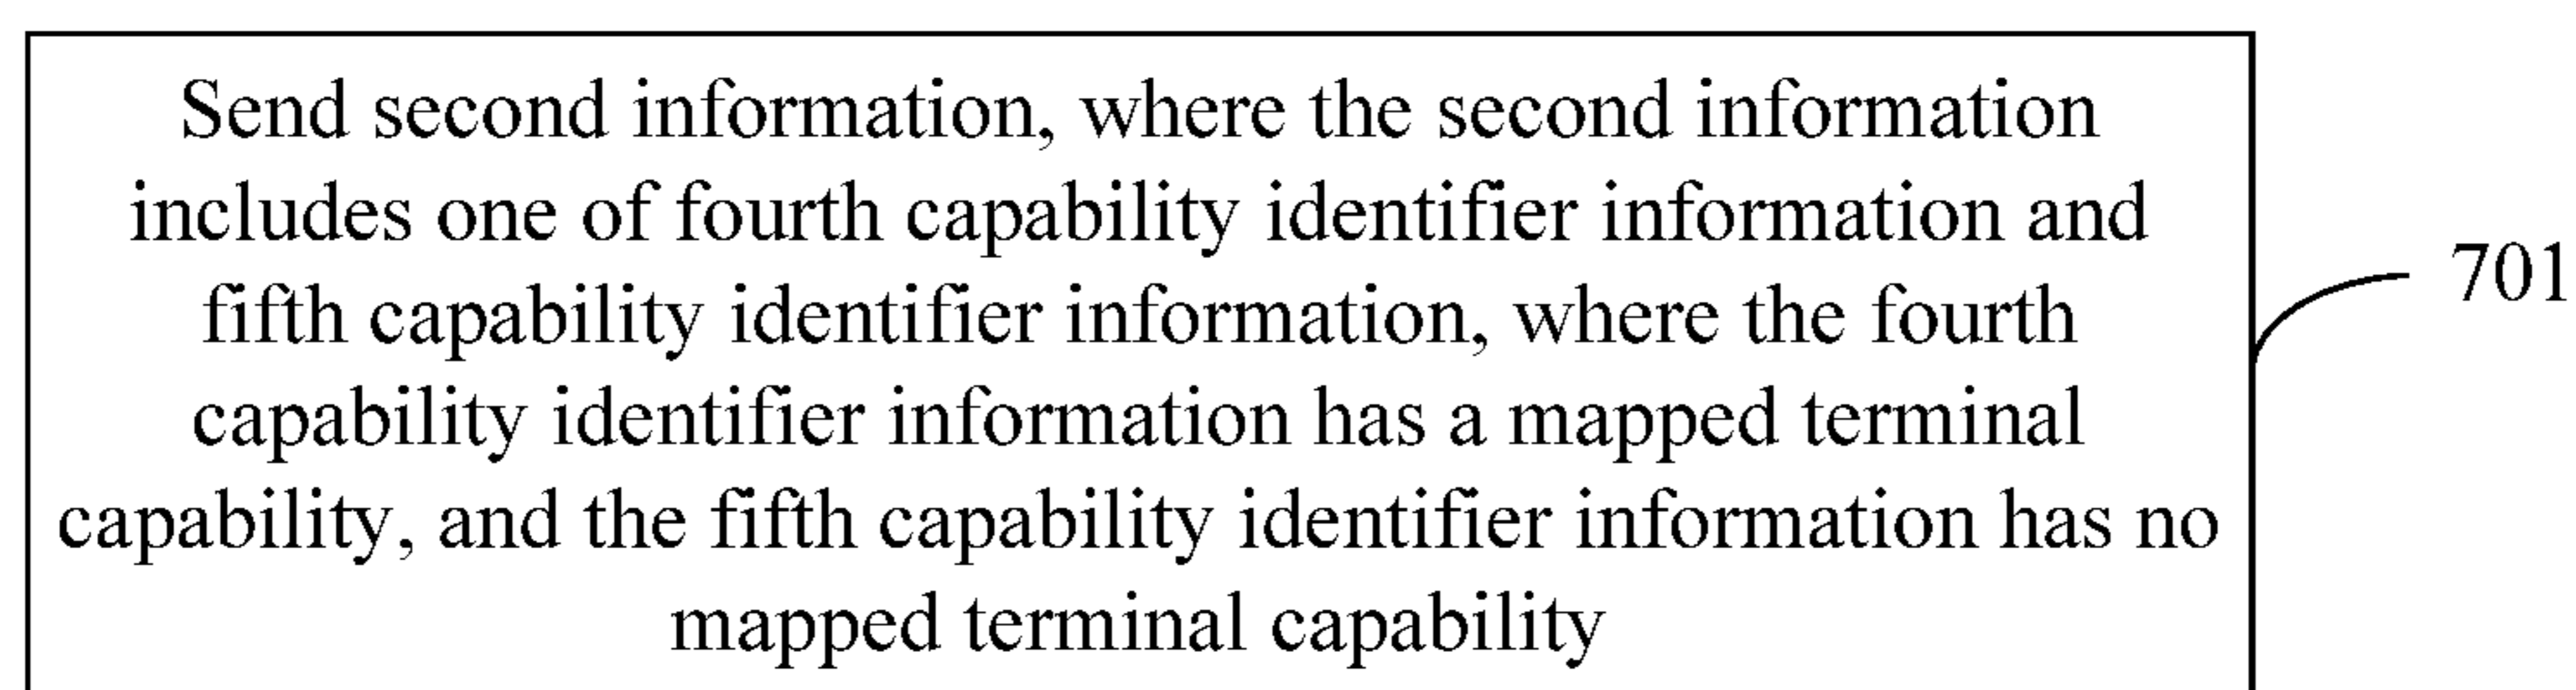 Send second information, where the second information
includes one of fourth capability identifier information and
fifth capability identifier information, where the fourth
capability identifier information has a mapped terminal
capability, and the fifth capability identifier information has no
mapped terminal capability
701